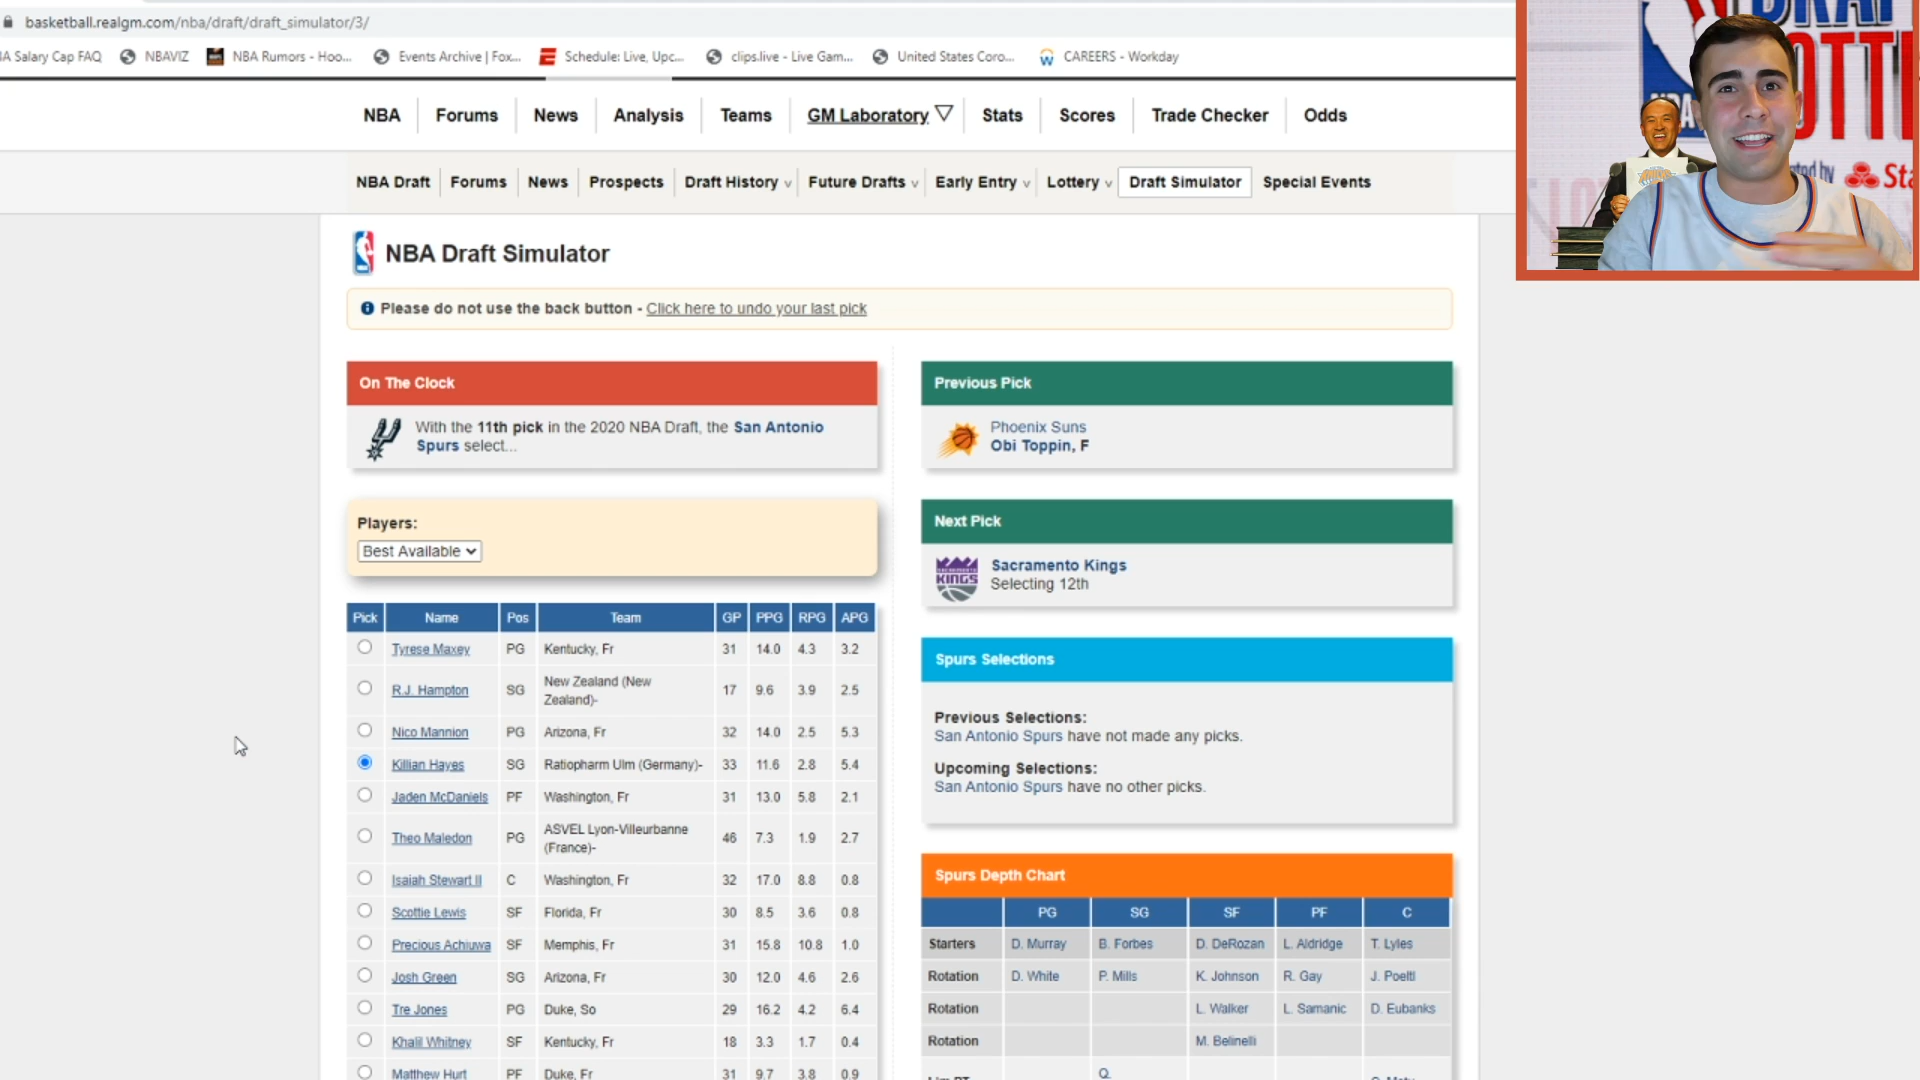 basketball.realgm.com/nba/draft/draft_simulator/3/
A Salary Cap FAQ NBAVIZ NBA Rumors - Hoo... Events Archive | Fox... Schedule: Live, Upc... clips.live - Live Gam... United States Coro... CAREERS - Workday
NBA Forums News Analysis Teams GM Laboratory Stats Scores Trade Checker Odds
NBA Draft Forums News Prospects Draft History Future Drafts Early Entry Lottery Draft Simulator Special Events
NBA Draft Simulator
Please do not use the back button - Click here to undo your last pick
On The Clock
With the 11th pick in the 2020 NBA Draft, the San Antonio
Spurs select...
Previous Pick
Phoenix Suns
Obi Toppin, F
Players:
Best Available
Next Pick
KINGS
Sacramento Kings
Selecting 12th
Pick Name Pos Team GP PPG RPG APG
Tyrese Maxey PG Kentucky, Fr 31 14.0 4.3 3.2
R.J. Hampton SG New Zealand (New
Zealand)- 17 9.6 3.9 2.5
Nico Mannion PG Arizona, Fr 32 14.0 2.5 5.3
Killian Hayes SG Ratiopharm Ulm (Germany)- 33 11.6 2.8 5.4
Jaden McDaniels PF Washington, Fr 31 13.0 5.8 2.1
Theo Maledon PG ASVEL Lyon-Villeurbanne
(France)- 46 7.3 1.9 2.7
Isaiah Stewart II C Washington, Fr 32 17.0 8.8 0.8
Scottie Lewis SF Florida, Fr 30 8.5 3.6 0.8
Precious Achiuwa SF Memphis, Fr 31 15.8 10.8 1.0
Josh Green SG Arizona, Fr 30 12.0 4.6 2.6
Tre Jones PG Duke, So 29 16.2 4.2 6.4
Khalil Whitney SF Kentucky, Fr 18 3.3 1.7 0.4
Matthew Hurt PF Duke, Fr 31 9.7 3.8 0.9
Spurs Selections
Previous Selections:
San Antonio Spurs have not made any picks.
Upcoming Selections:
San Antonio Spurs have no other picks.
Spurs Depth Chart
PG SG SF PF C
Starters D. Murray B. Forbes D. DeRozan L. Aldridge T. Lyles
Rotation D. White P. Mills K. Johnson R. Gay J. Poeltl
Rotation L. Walker L. Samanic D. Eubanks
Rotation M. Belinelli
Q.